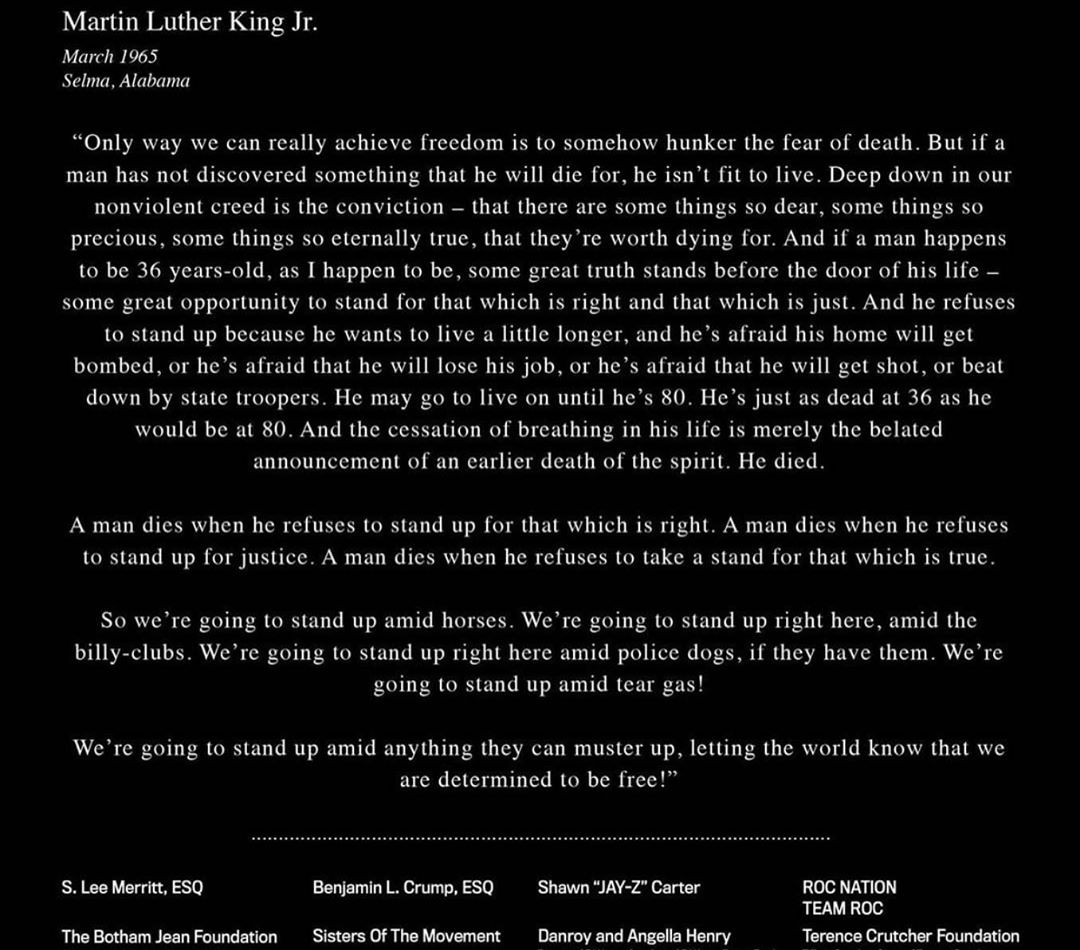 Martin Luther King Jr.
March 1965
Selma, Alabama
“Only way we can really achieve freedom is to somehow hunker the fear of death. But if a
man has not discovered something that he will die for, he isn’t fit to live. Deep down in our
nonviolent creed is the conviction – that there are some things so dear, some things so
precious, some things so eternally true, that they’re worth dying for. And if a man happens
to be 36 years-old, as I happen to be, some great truth stands before the door of his life –
some great opportunity to stand for that which is right and that which is just. And he refuses
to stand up because he wants to live a little longer, and he’s afraid his home will get
bombed, or he’s afraid that he will lose his job, or he’s afraid that he will get shot, or beat
down by state troopers. He may go to live on until he’s 80. He’s just as dead at 36 as he
would be at 80. And the cessation of breathing in his life is merely the belated
announcement of an earlier death of the spirit. He died.
A man dies when he refuses to stand up for that which is right. A man dies when he refuses
to stand up for justice. A man dies when he refuses to take a stand for that which is true.
So we’re going to stand up amid horses. We’re going to stand up right here, amid the
billy-clubs. We’re going to stand up right here amid police dogs, if they have them. We’re
going to stand up amid tear gas!
We’re going to stand up amid anything they can muster up, letting the world know that we
are determined to be free!”
S. Lee Merritt, ESQ
Benjamin L. Crump, ESQ
Shawn “JAY-Z” Carter
ROC NATION
TEAM ROC
The Botham Jean Foundation
Sisters Of The Movement
Danroy and Angella Henry
Terence Crutcher Foundation